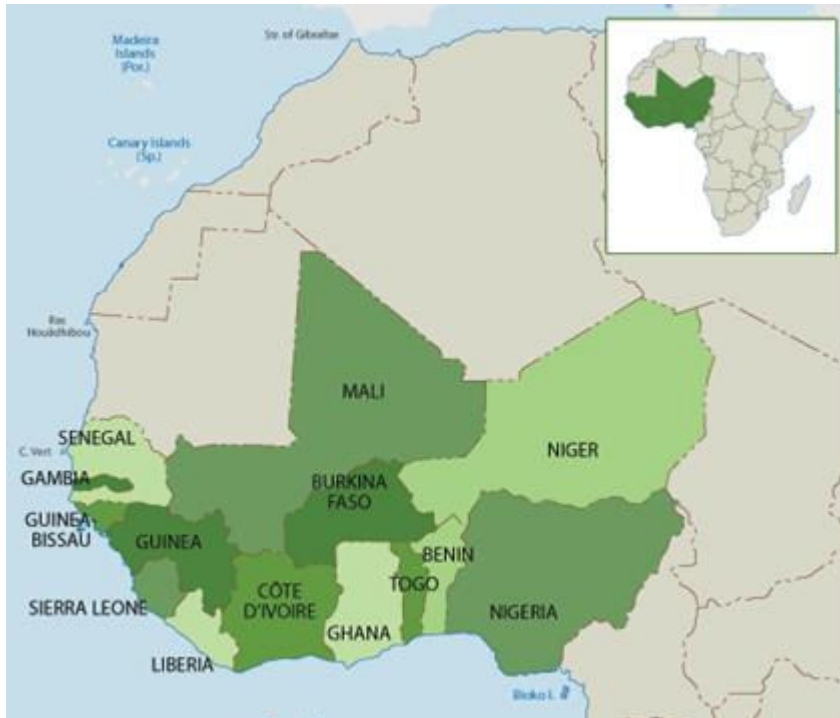 Madeira
Islands
(Por.)
Str. of Gibraltar
Canary Islands
(Sp.)
Ras
Nouâdhibou
MALI
SENEGAL
C. Vert
NIGER
GAMBIA
BURKINA
FASO
GUINEA
BISSAU
GUINEA
BENIN
CÔTE
D'IVOIRE
TOGO
SIERRA LEONE
NIGERIA
GHANA
LIBERIA
Bioko I.